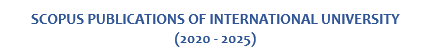 SCOPUS PUBLICATIONS OF INTERNATIONAL UNIVERSITY
(2020 - 2025)